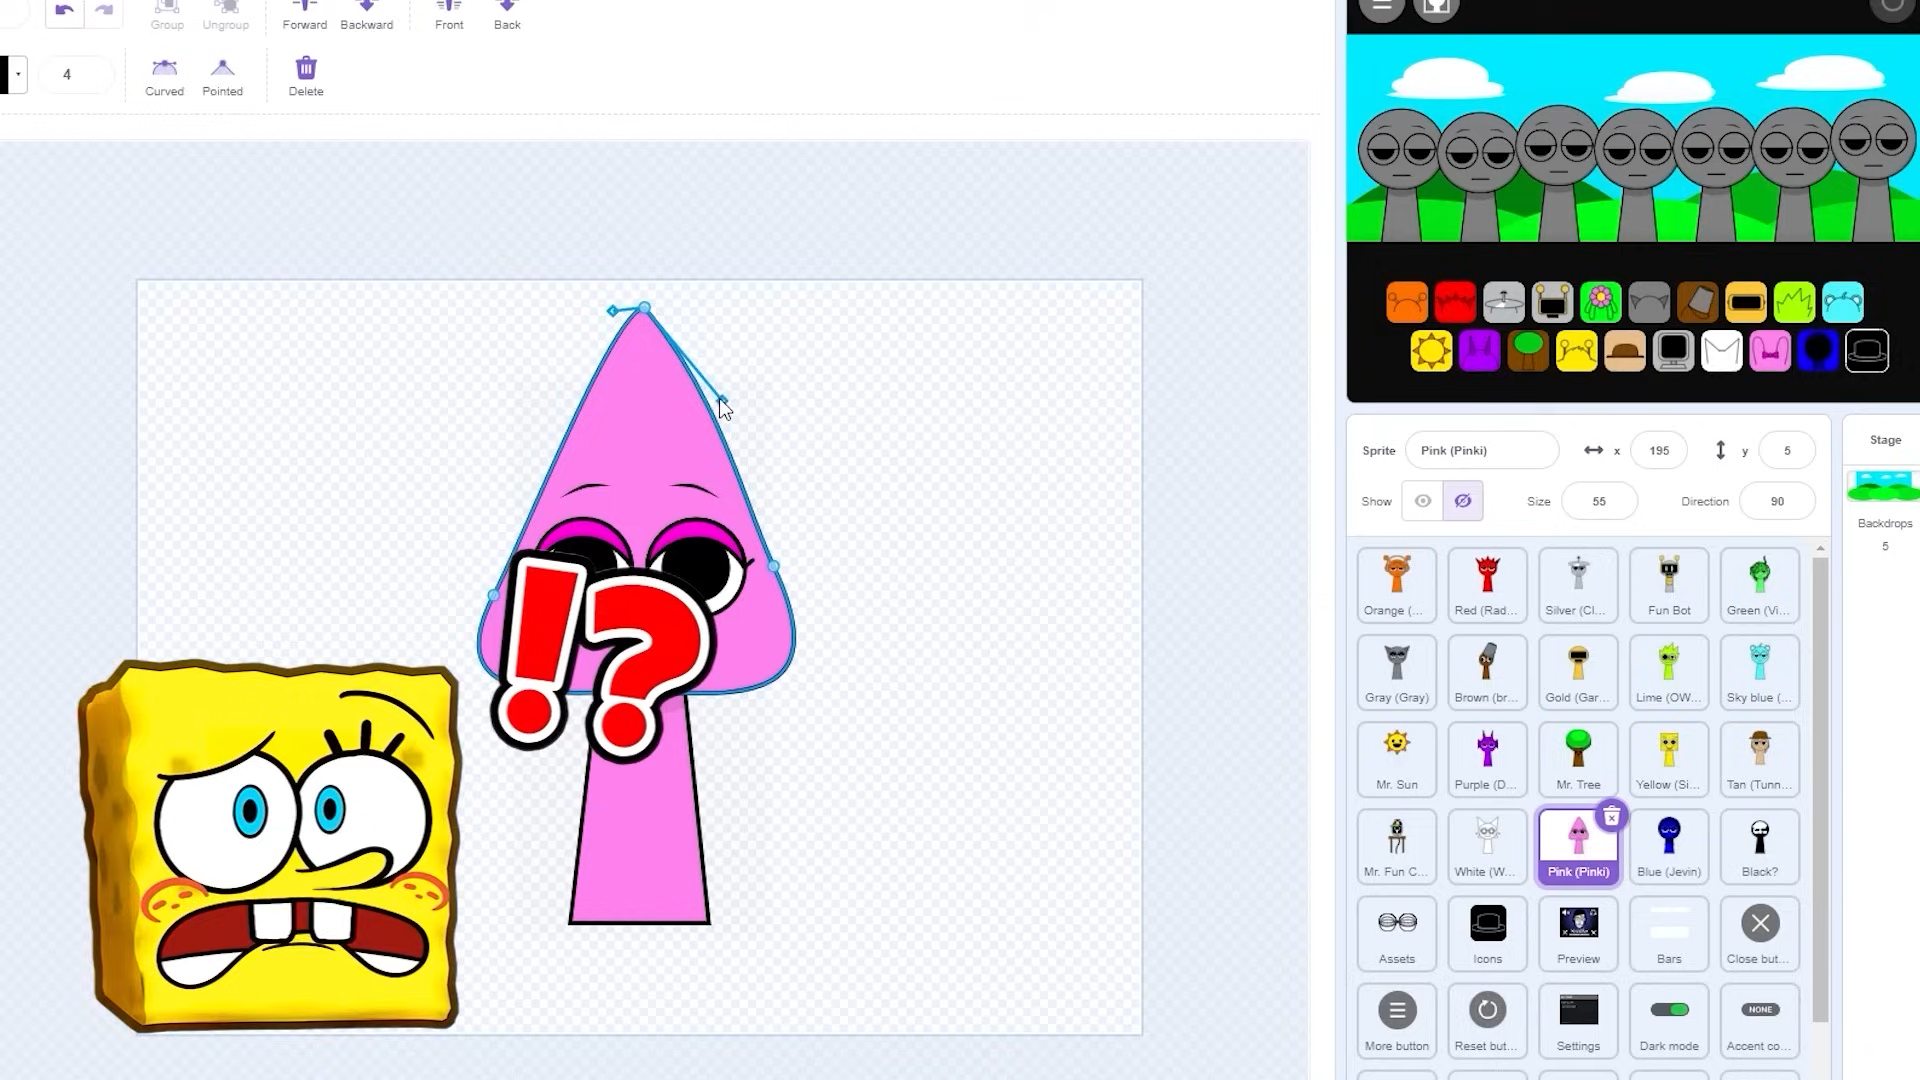 Group
Ungroup
Forward
Backward
Front
Back
4
Curved
Pointed
Delete
!?
Sprite
Pink (Pinki)
x
195
y
5
Show
Size
55
Direction
90
Stage
Backdrops
5
Orange (...
Red (Rad...
Silver (Cl...
Fun Bot
Green (Vi...
Gray (Gray)
Brown (br...
Gold (Gar...
Lime (OW...
Sky blue (...
Mr. Sun
Purple (D...
Mr. Tree
Yellow (Si...
Tan (Tunn...
Mr. Fun C...
White (W...
Pink (Pinki)
Blue (Jevin)
Black?
Assets
Icons
Preview
Bars
Close but...
NONE
More button
Reset but...
Settings
Dark mode
Accent co...